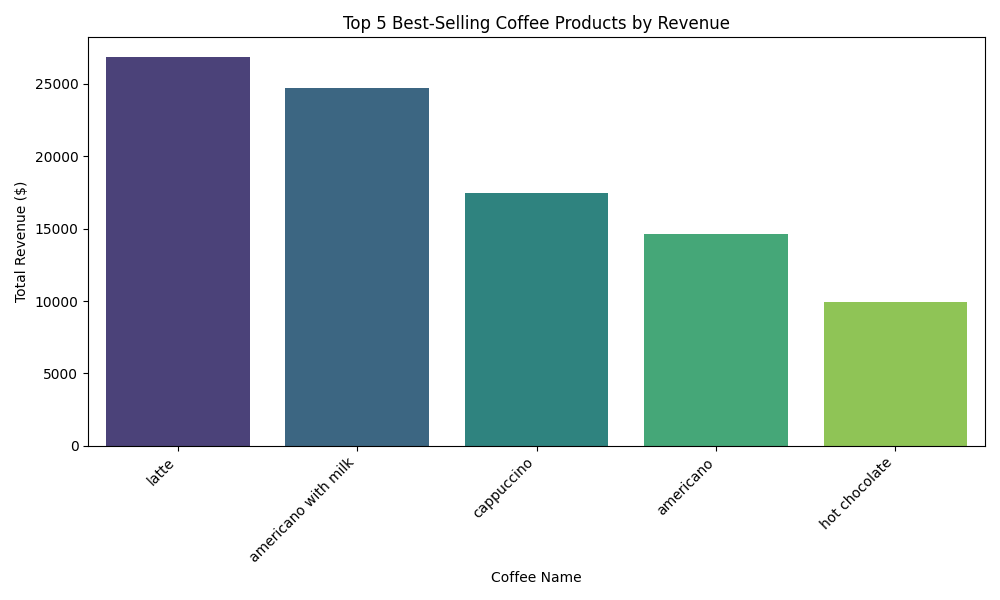 Top 5 Best-Selling Coffee Products by Revenue
Total Revenue ($)
25000
20000
15000
10000
5000
0
latte
americano with milk
cappuccino
americano
hot chocolate
Coffee Name